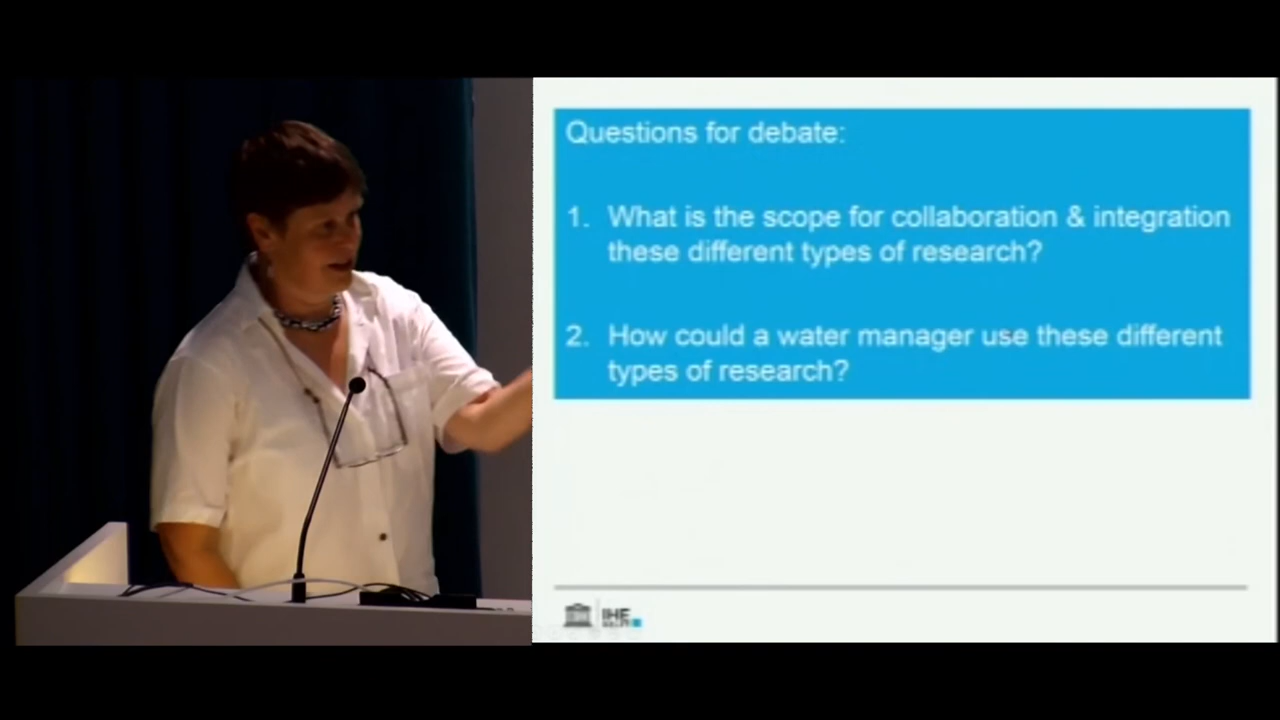 Questions for debate:
1. What is the scope for collaboration & integration
these different types of research?
2. How could a water manager use these different
types of research?
IHE